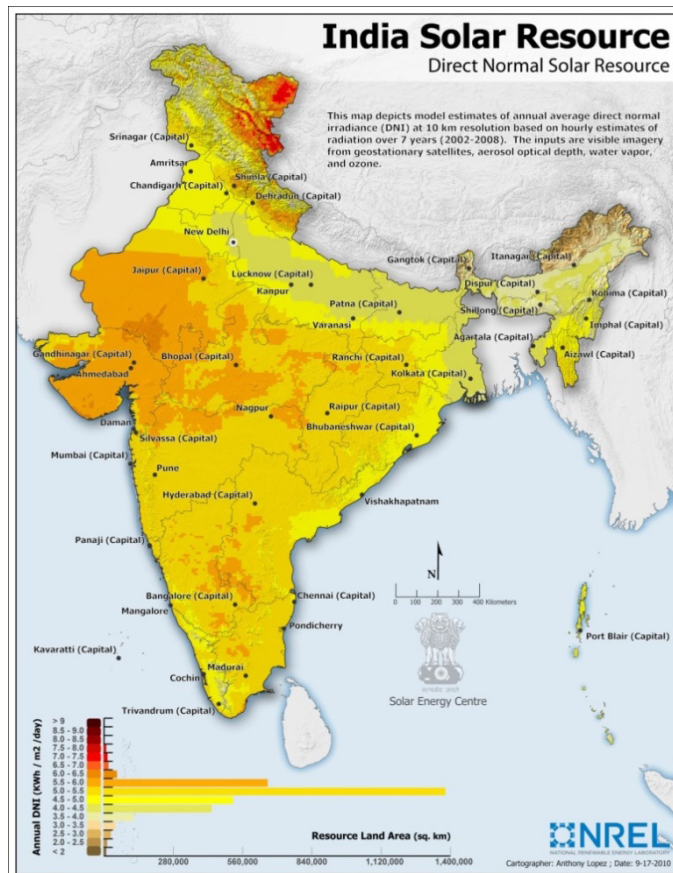 India Solar Resource
Direct Normal Solar Resource
This map depicts model estimates of annual average direct normal
irradiance (DNI) at 10 km resolution based on hourly estimates of
radiation over 7 years (2002-2008). The inputs are visible imagery
from geostationary satellites, aerosol optical depth, water vapor,
and ozone.
Srinagar (Capital)
Amritsar
Shimla (Capital)
Chandigarh (Capital)
Dehradun (Capital)
New Delhi
Jaipur (Capital)
Lucknow (Capital)
Kanpur
Gangtok (Capital)
Itanagar (Capital)
Dispur (Capital)
Kohima (Capital)
Patna (Capital)
Shillong (Capital)
Varanasi
Imphal (Capital)
Agartala (Capital)
Aizawl (Capital)
Gandhinagar (Capital)
Bhopal (Capital)
Ranchi (Capital)
Ahmedabad
Kolkata (Capital)
Nagpur
Raipur (Capital)
Daman
Bhubaneshwar (Capital)
Silvassa (Capital)
Mumbai (Capital)
Pune
Hyderabad (Capital)
Vishakhapatnam
Panaji (Capital)
N
0 100 200 300 400 Kilometers
Bangalore (Capital)
Chennai (Capital)
Mangalore
Pondicherry
Port Blair (Capital)
Kavaratti (Capital)
Cochin
Madurai
Solar Energy Centre
Trivandrum (Capital)
Annual DNI (KWh / m2 /day)
> 9
8.5 - 9.0
8.0 - 8.5
7.5 - 8.0
7.0 - 7.5
6.5 - 7.0
6.0 - 6.5
5.5 - 6.0
5.0 - 5.5
4.5 - 5.0
4.0 - 4.5
3.5 - 4.0
3.0 - 3.5
2.5 - 3.0
2.0 - 2.5
< 2
Resource Land Area (sq. km)
280,000 560,000 840,000 1,120,000 1,400,000
NREL
NATIONAL RENEWABLE ENERGY LABORATORY
Cartographer: Anthony Lopez ; Date: 9-17-2010